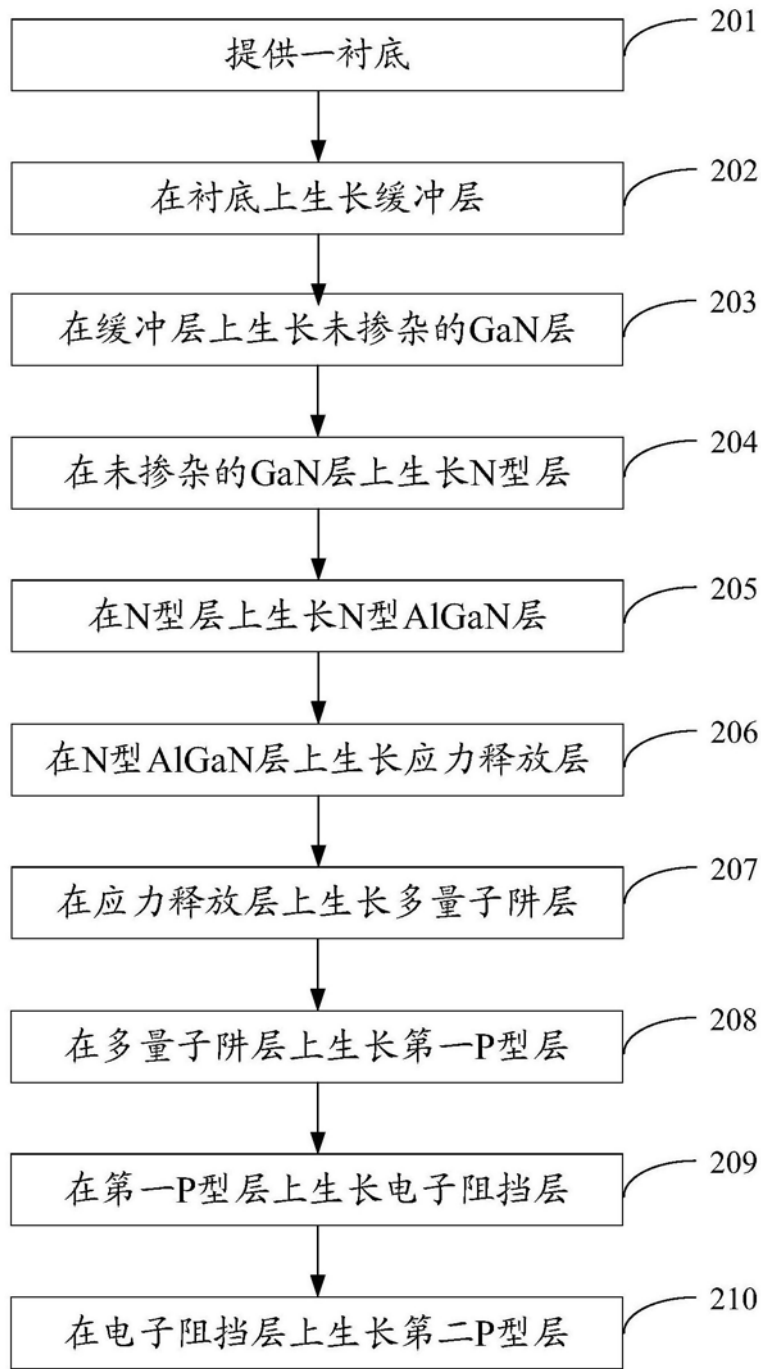 提供一衬底
201
在衬底上生长缓冲层
202
在缓冲层上生长未掺杂的GaN层
203
在未掺杂的GaN层上生长N型层
204
在N型层上生长N型AlGaN层
205
在N型AlGaN层上生长应力释放层
206
在应力释放层上生长多量子阱层
207
在多量子阱层上生长第一P型层
208
在第一P型层上生长电子阻挡层
209
在电子阻挡层上生长第二P型层
210